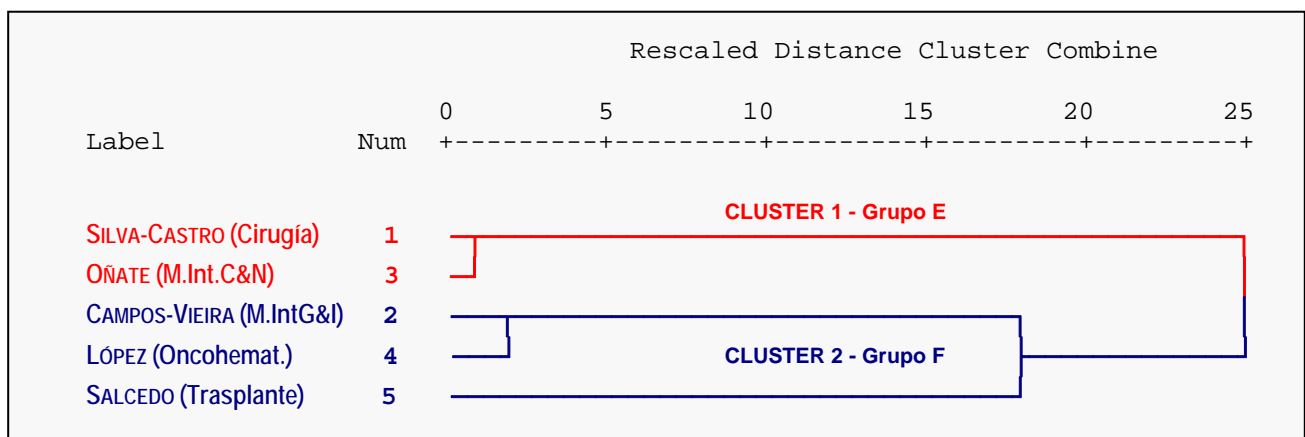 Rescaled Distance Cluster Combine
0 5 10 15 20 25
Label Num +---------+---------+---------+---------+---------+
CLUSTER 1 - Grupo E
SILVA-CASTRO (Cirugía) 1
OÑATE (M.Int.C&N) 3
CAMPOS-VIEIRA (M.IntG&I) 2
LÓPEZ (Oncohemat.) 4 CLUSTER 2 - Grupo F
SALCEDO (Trasplante) 5